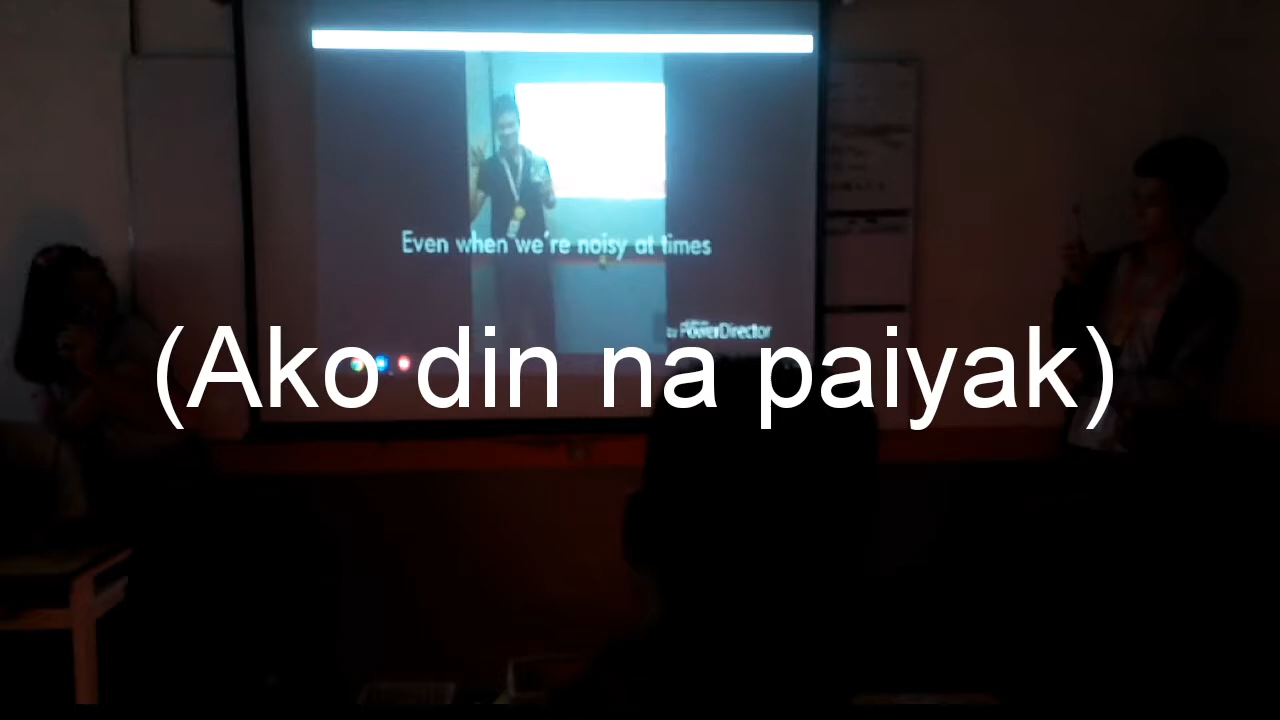 Even when we're noisy at times
PowerDirector
(Ako din na paiyak)